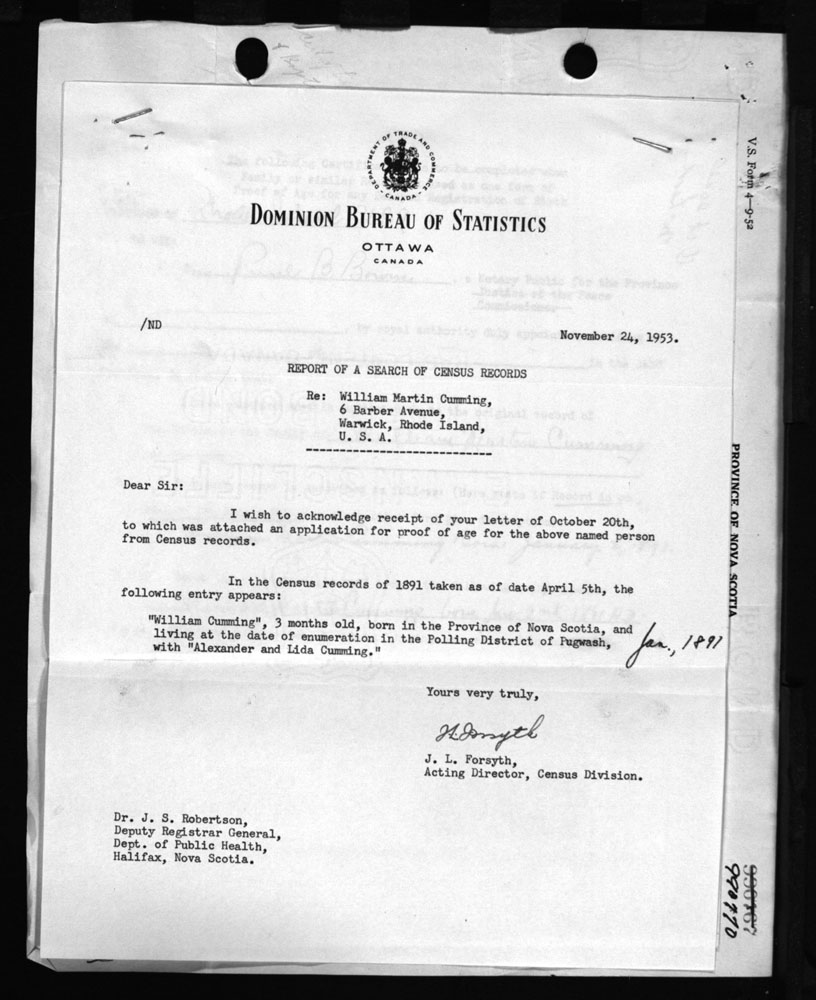 DEPARTMENT OF TRADE AND COMMERCE
CANADA
DOMINION BUREAU OF STATISTICS
OTTAWA
CANADA
/ND
November 24, 1953.
REPORT OF A SEARCH OF CENSUS RECORDS
Re: William Martin Cumming,
6 Barber Avenue,
Warwick, Rhode Island,
U. S. A.
Dear Sir:
I wish to acknowledge receipt of your letter of October 20th,
to which was attached an application for proof of age for the above named person
from Census records.
In the Census records of 1891 taken as of date April 5th, the
following entry appears:
"William Cumming", 3 months old, born in the Province of Nova Scotia, and
living at the date of enumeration in the Polling District of Pugwash,
with "Alexander and Lida Cumming."
Jan., 1891
Yours very truly,
J. L. Forsyth,
Acting Director, Census Division.
Dr. J. S. Robertson,
Deputy Registrar General,
Dept. of Public Health,
Halifax, Nova Scotia.
V.S. Form 4—9-52
PROVINCE OF NOVA SCOTIA